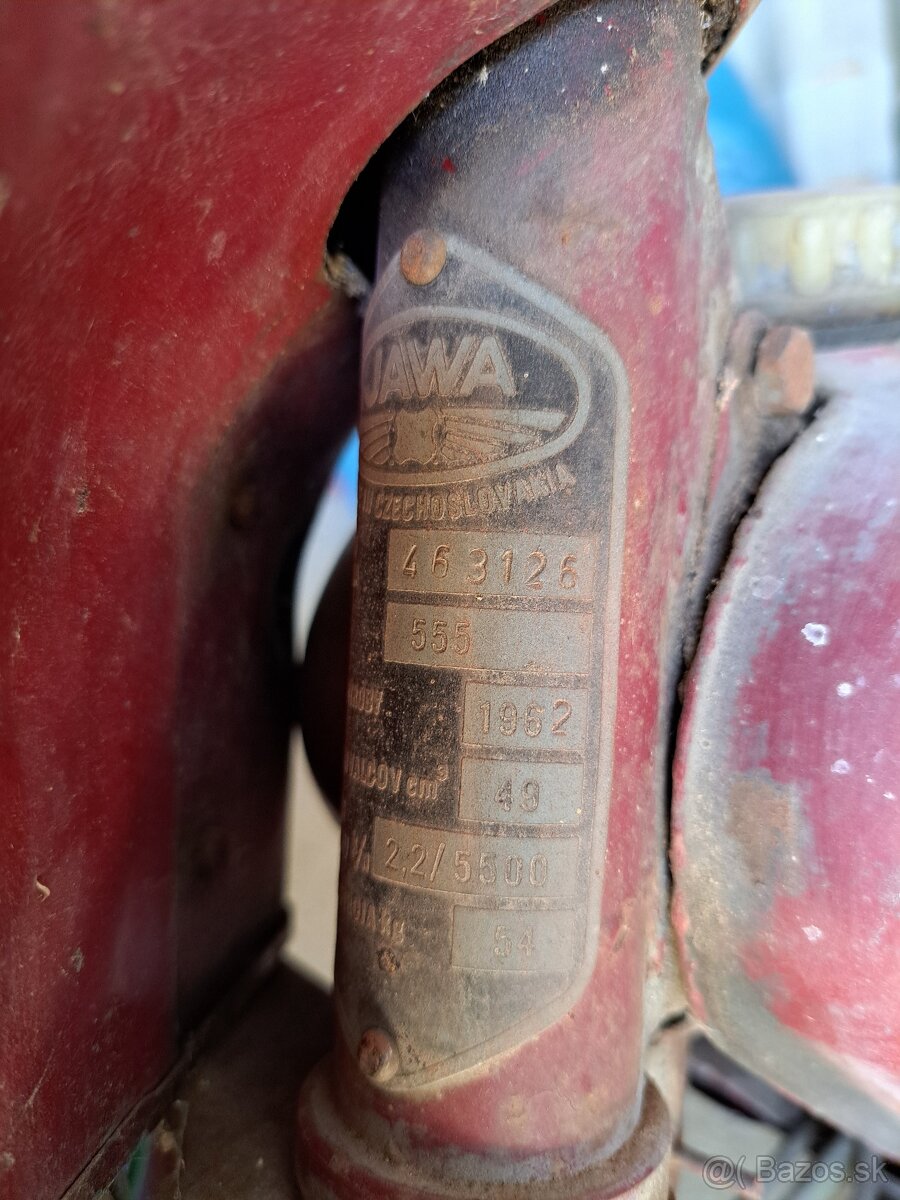 JAWA
CZECHOSLOVAKIA
463126
555
1962
cm³ 49
2,2/5500
54
@( Bazos.sk